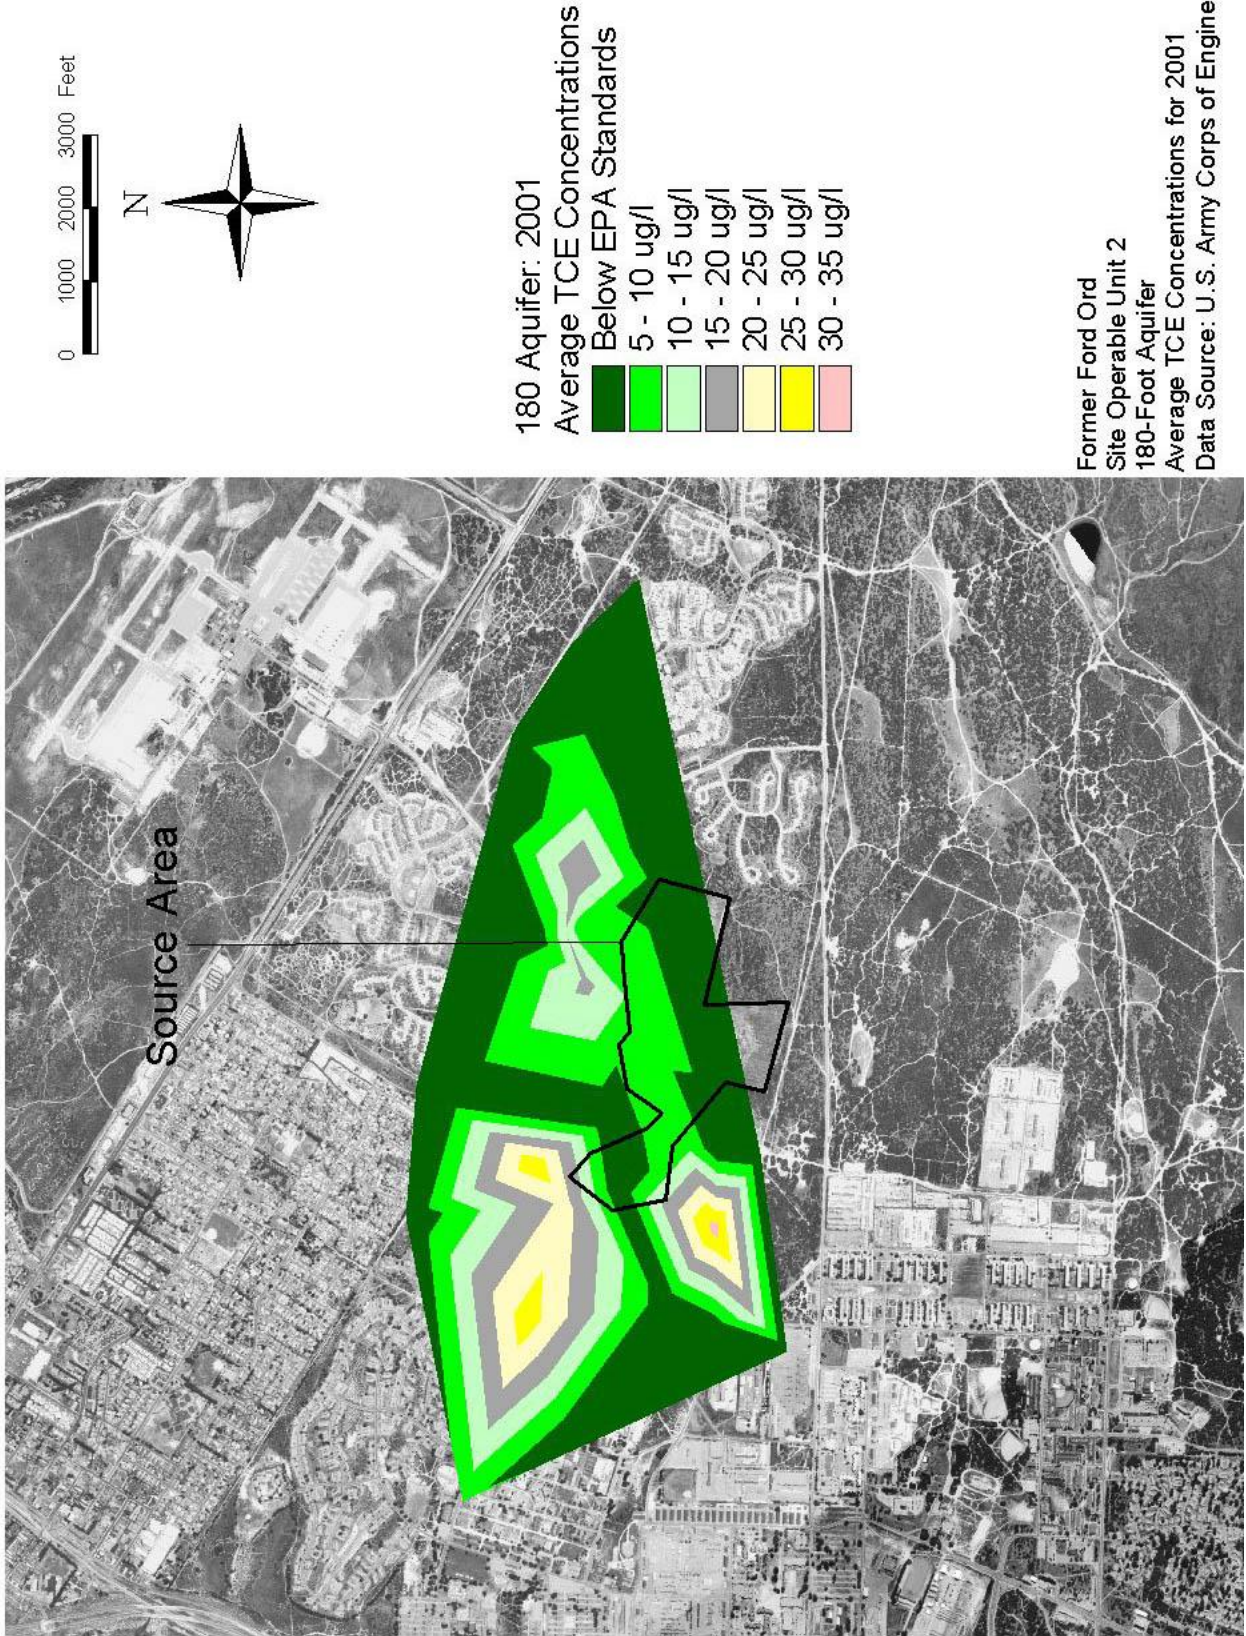 Source Area
0 1000 2000 3000 Feet
N
180 Aquifer: 2001
Average TCE Concentrations
Below EPA Standards
5 - 10 ug/l
10 - 15 ug/l
15 - 20 ug/l
20 - 25 ug/l
25 - 30 ug/l
30 - 35 ug/l
Former Ford Ord
Site Operable Unit 2
180-Foot Aquifer
Average TCE Concentrations for 2001
Data Source: U.S. Army Corps of Engine